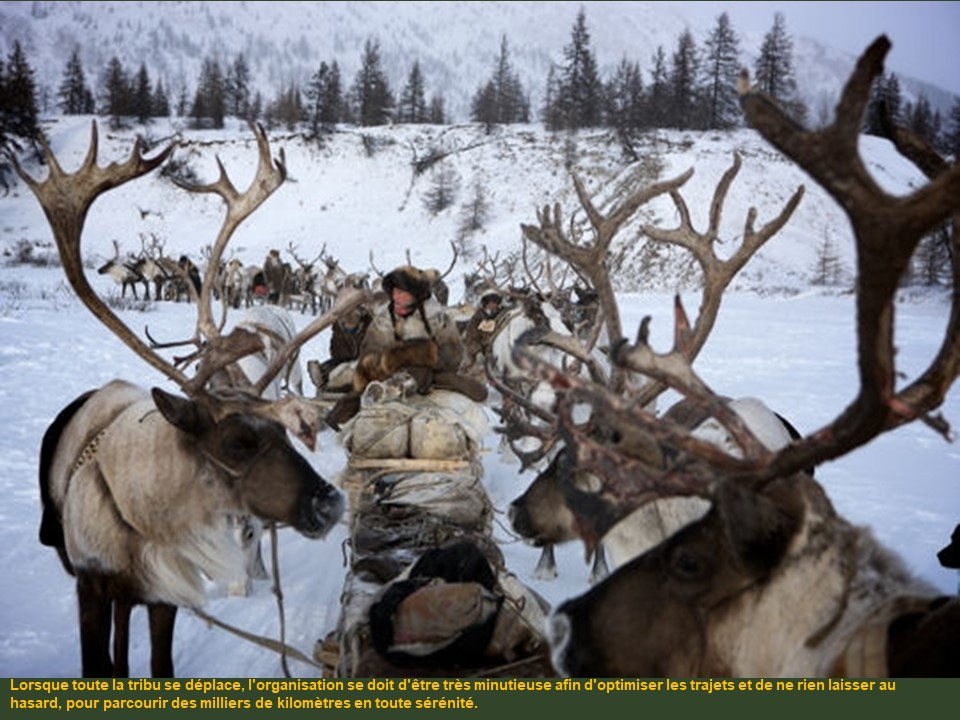 Lorsque toute la tribu se déplace, l'organisation se doit d'être très minutieuse afin d'optimiser les trajets et de ne rien laisser au
hasard, pour parcourir des milliers de kilomètres en toute sérénité.